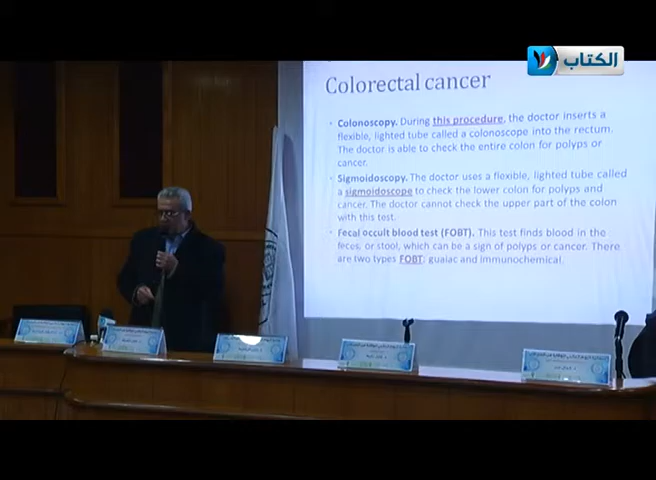 الكتاب
Colorectal cancer
• Colonoscopy. During this procedure, the doctor inserts a
flexible, lighted tube called a colonoscope into the rectum.
The doctor is able to check the entire colon for polyps or
cancer.
• Sigmoidoscopy. The doctor uses a flexible, lighted tube called
a sigmoidoscope to check the lower colon for polyps and
cancer. The doctor cannot check the upper part of the colon
with this test.
• Fecal occult blood test (FOBT). This test finds blood in the
feces, or stool, which can be a sign of polyps or cancer. There
are two types FOBT: guaiac and immunochemical.